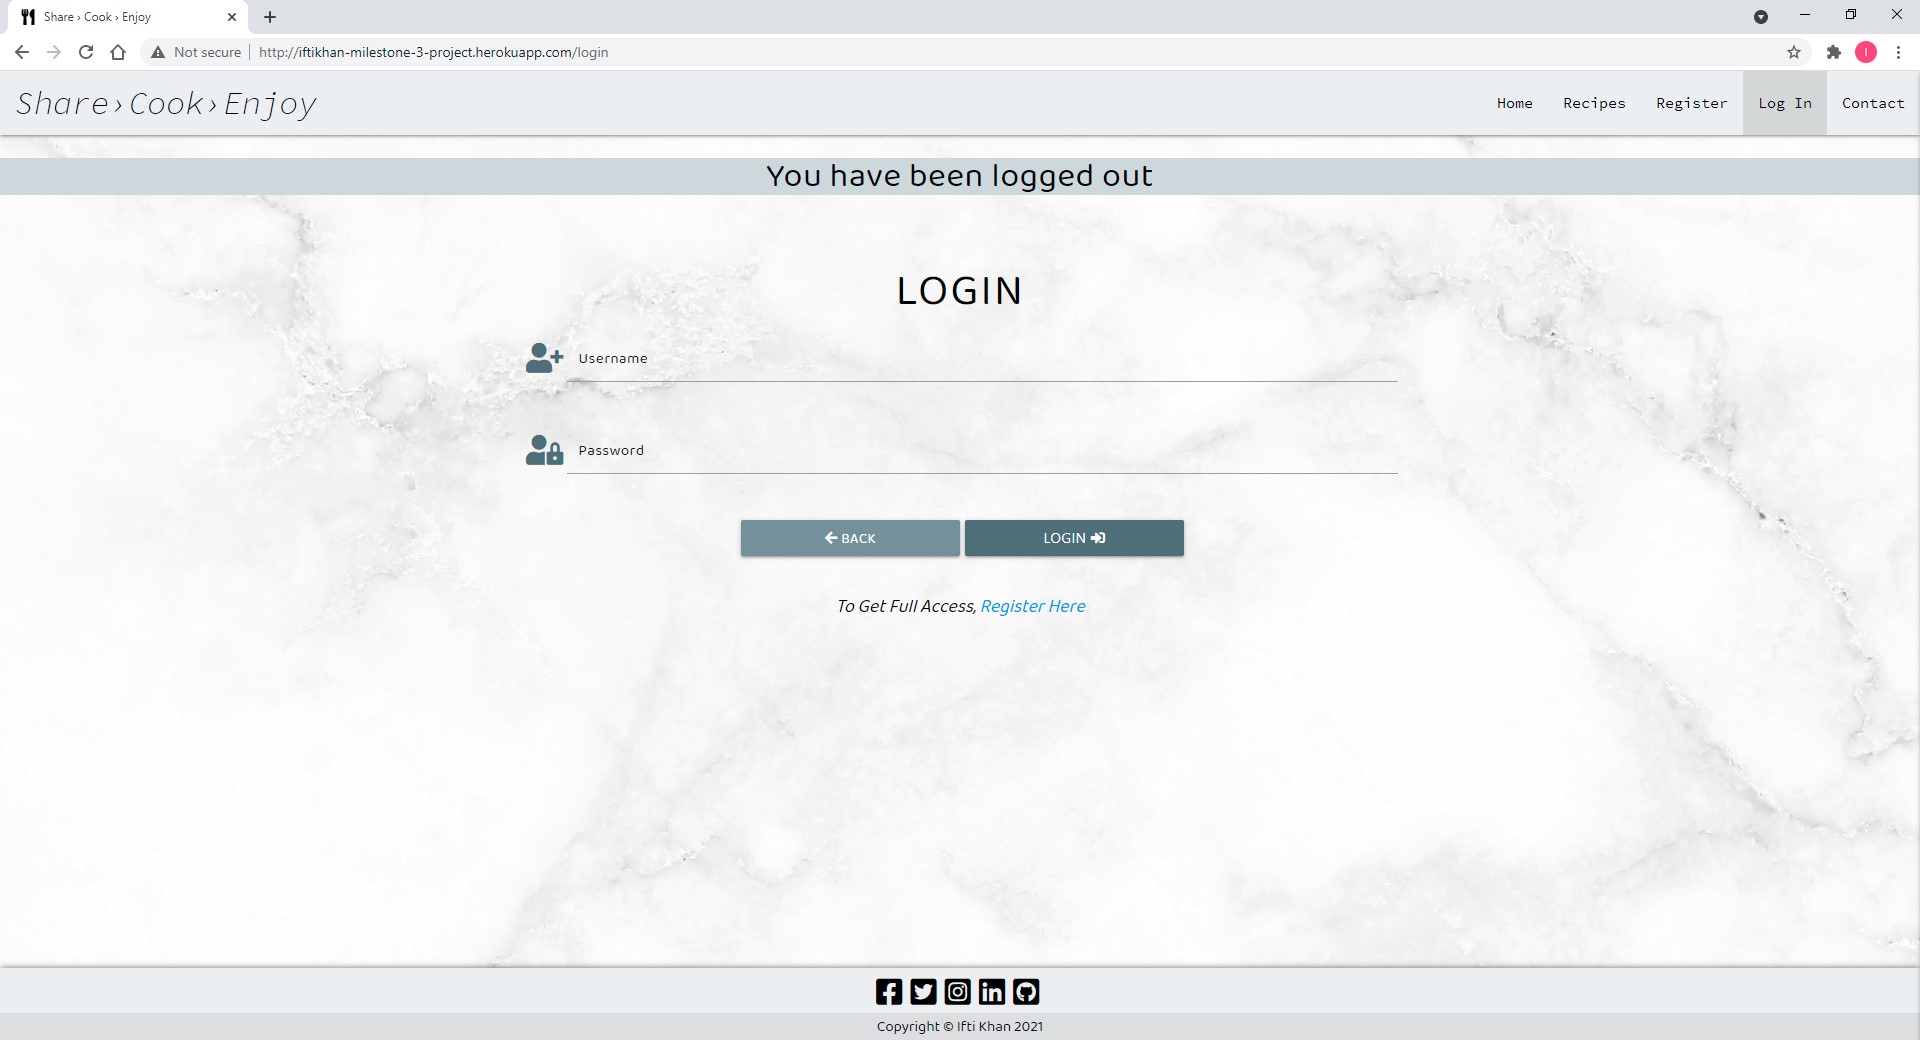 Share › Cook › Enjoy
Not secure
http://iftikhan-milestone-3-project.herokuapp.com/login
I
Share›Cook›Enjoy
Home
Recipes
Register
Log In
Contact
You have been logged out
LOGIN
Username
Password
BACK
LOGIN
To Get Full Access, Register Here
Copyright © Ifti Khan 2021